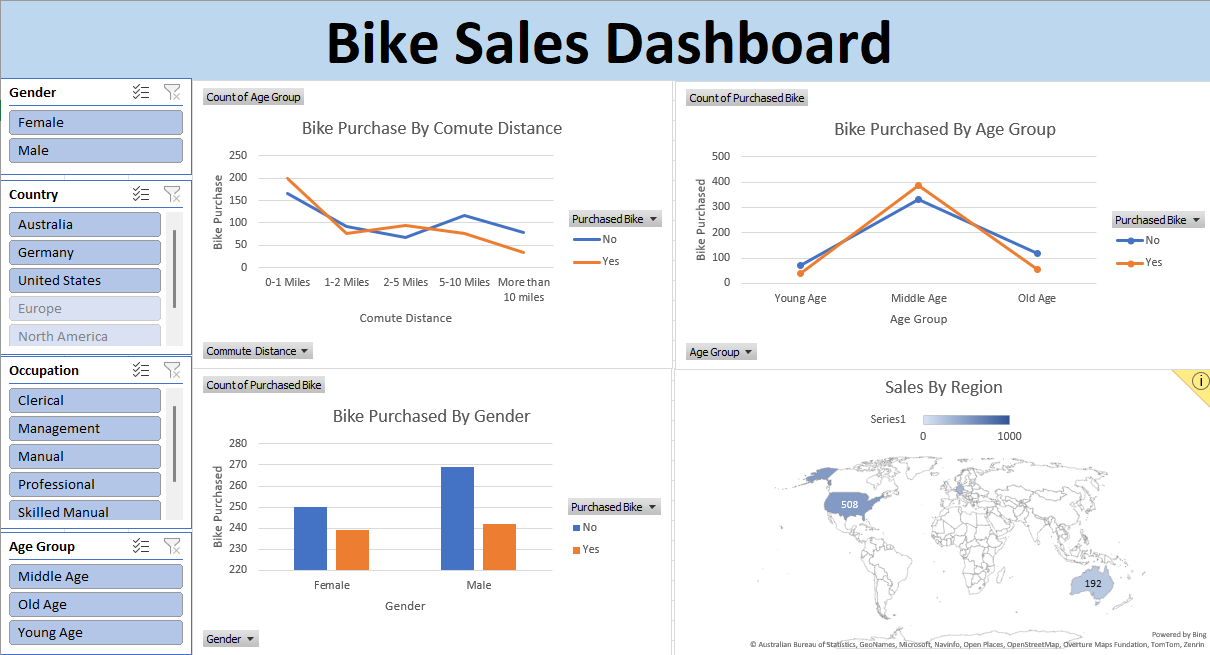 Bike Sales Dashboard
Gender
Female
Male
Country
Australia
Germany
United States
Europe
North America
Occupation
Clerical
Management
Manual
Professional
Skilled Manual
Age Group
Middle Age
Old Age
Young Age
Count of Age Group
Bike Purchase By Comute Distance
Bike Purchase
250
200
150
100
50
0
0-1 Miles 1-2 Miles 2-5 Miles 5-10 Miles More than
10 miles
Comute Distance
Purchased Bike
No
Yes
Commute Distance
Count of Purchased Bike
Bike Purchased By Age Group
Bike Purchased
500
400
300
200
100
0
Young Age Middle Age Old Age
Age Group
Purchased Bike
No
Yes
Age Group
Count of Purchased Bike
Bike Purchased By Gender
Bike Purchased
280
270
260
250
240
230
220
Female Male
Gender
Purchased Bike
No
Yes
Gender
Sales By Region
Series1
0 1000
508
192
Powered by Bing
© Australian Bureau of Statistics, GeoNames, Microsoft, Navinfo, Open Places, OpenStreetMap, Overture Maps Fundation, TomTom, Zenrin